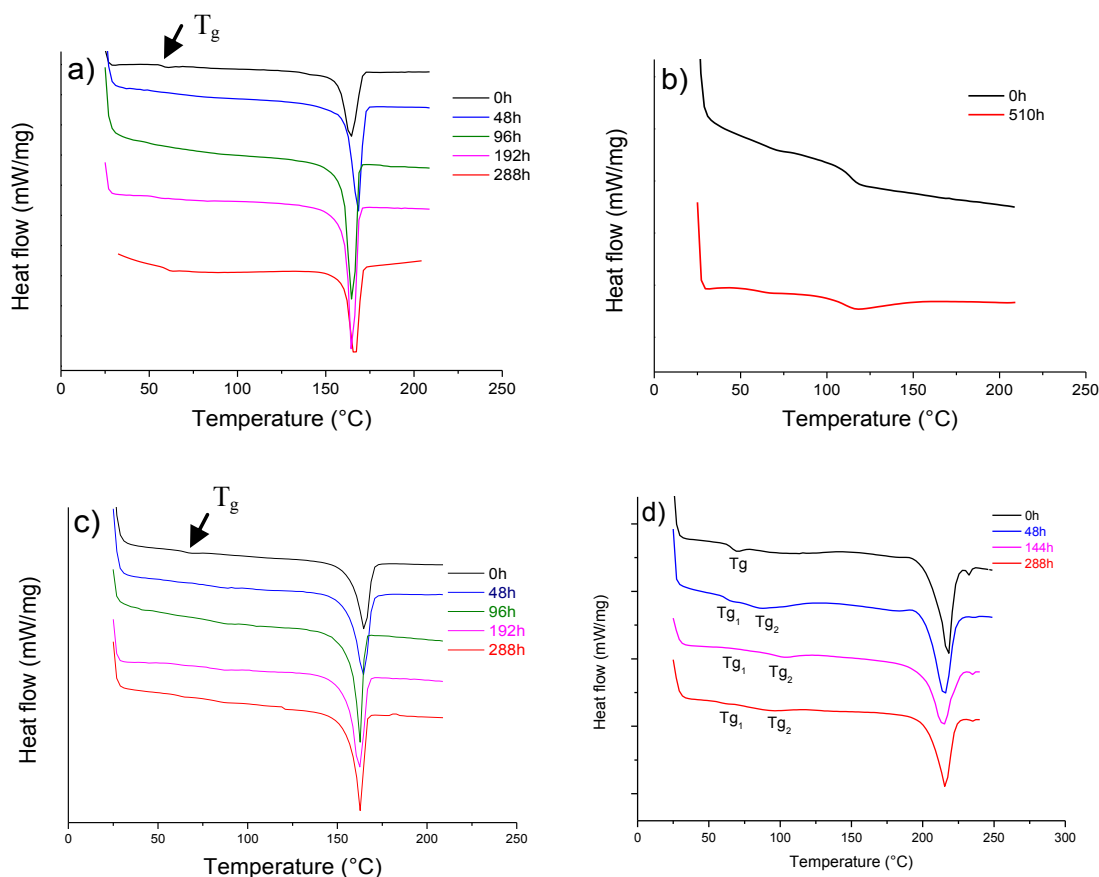 a)
Tg
0h
48h
96h
192h
288h
Heat flow (mW/mg)
0 50 100 150 200 250
Temperature (°C)
b)
0h
510h
Heat flow (mW/mg)
0 50 100 150 200 250
Temperature (°C)
c)
Tg
0h
48h
96h
192h
288h
Heat flow (mW/mg)
0 50 100 150 200 250
Temperature (°C)
d)
0h
48h
144h
288h
Tg
Tg1 Tg2
Tg1 Tg2
Tg1 Tg2
Heat flow (mW/mg)
0 50 100 150 200 250 300
Temperature (°C)